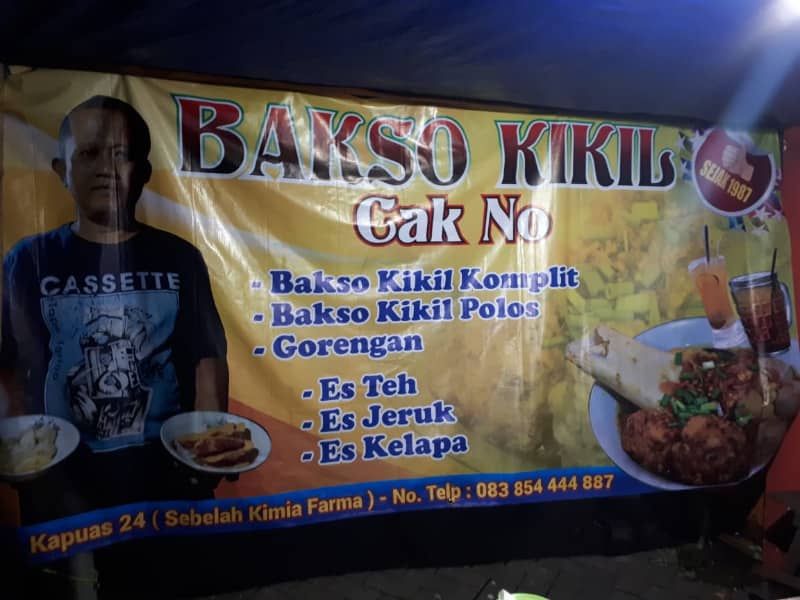 BAKSO KIKIL
SEJAK 1987
Cak No
CASSETTE
- Bakso Kikil Komplit
- Bakso Kikil Polos
- Gorengan
- Es Teh
- Es Jeruk
- Es Kelapa
Kapuas 24 ( Sebelah Kimia Farma ) - No. Telp : 083 854 444 887